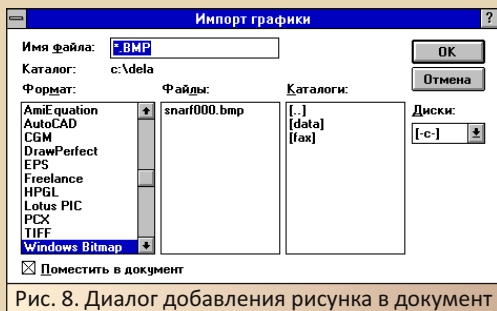 Импорт графики ?
Имя файла: *.BMP
OK
Каталог: c:\dela
Отмена
Формат:
Файлы:
Каталоги:
Диски:
AmiEquation
AutoCAD
CGM
DrawPerfect
EPS
Freelance
HPGL
Lotus PIC
PCX
TIFF
Windows Bitmap
snarf000.bmp
[..]
[data]
[fax]
[-c-]
Поместить в документ
Рис. 8. Диалог добавления рисунка в документ